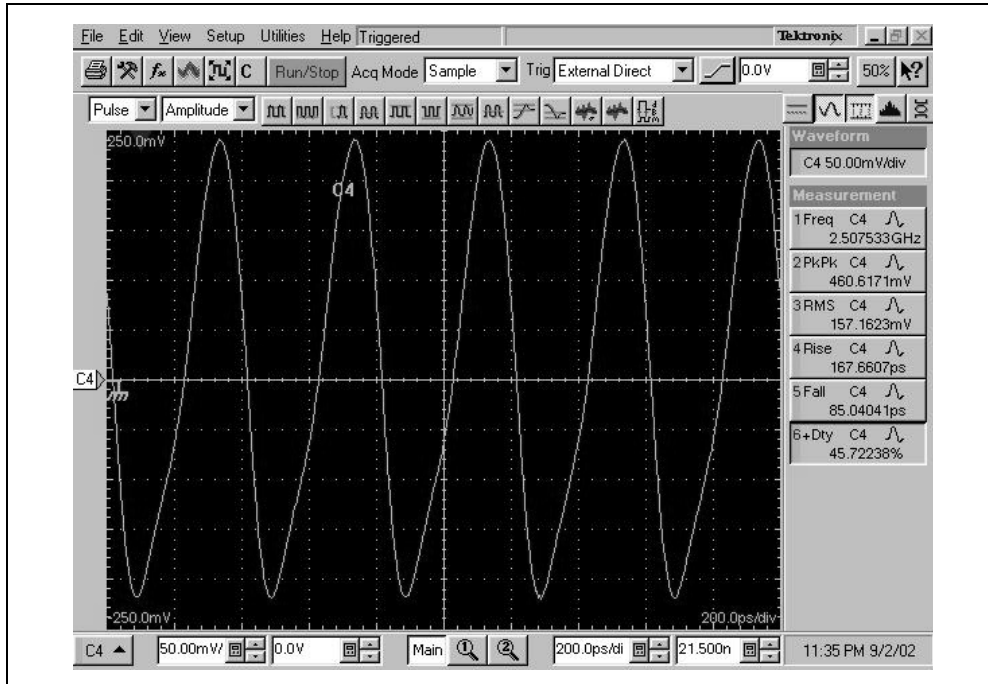 File Edit View Setup Utilities Help Triggered Tektronix
C Run/Stop Acq Mode Sample Trig External Direct 0.0V 50%
Pulse Amplitude
250.0mV
C4
C4
-250.0mV
200.0ps/div
Waveform
C4 50.00mV/div
Measurement
1 Freq C4
2.507533GHz
2 PkPk C4
460.6171mV
3 RMS C4
157.1623mV
4 Rise C4
167.6607ps
5 Fall C4
85.04041ps
6 +Dty C4
45.72238%
C4 50.00mV/ 0.0V Main 1 2 200.0ps/di 21.500n 11:35 PM 9/2/02